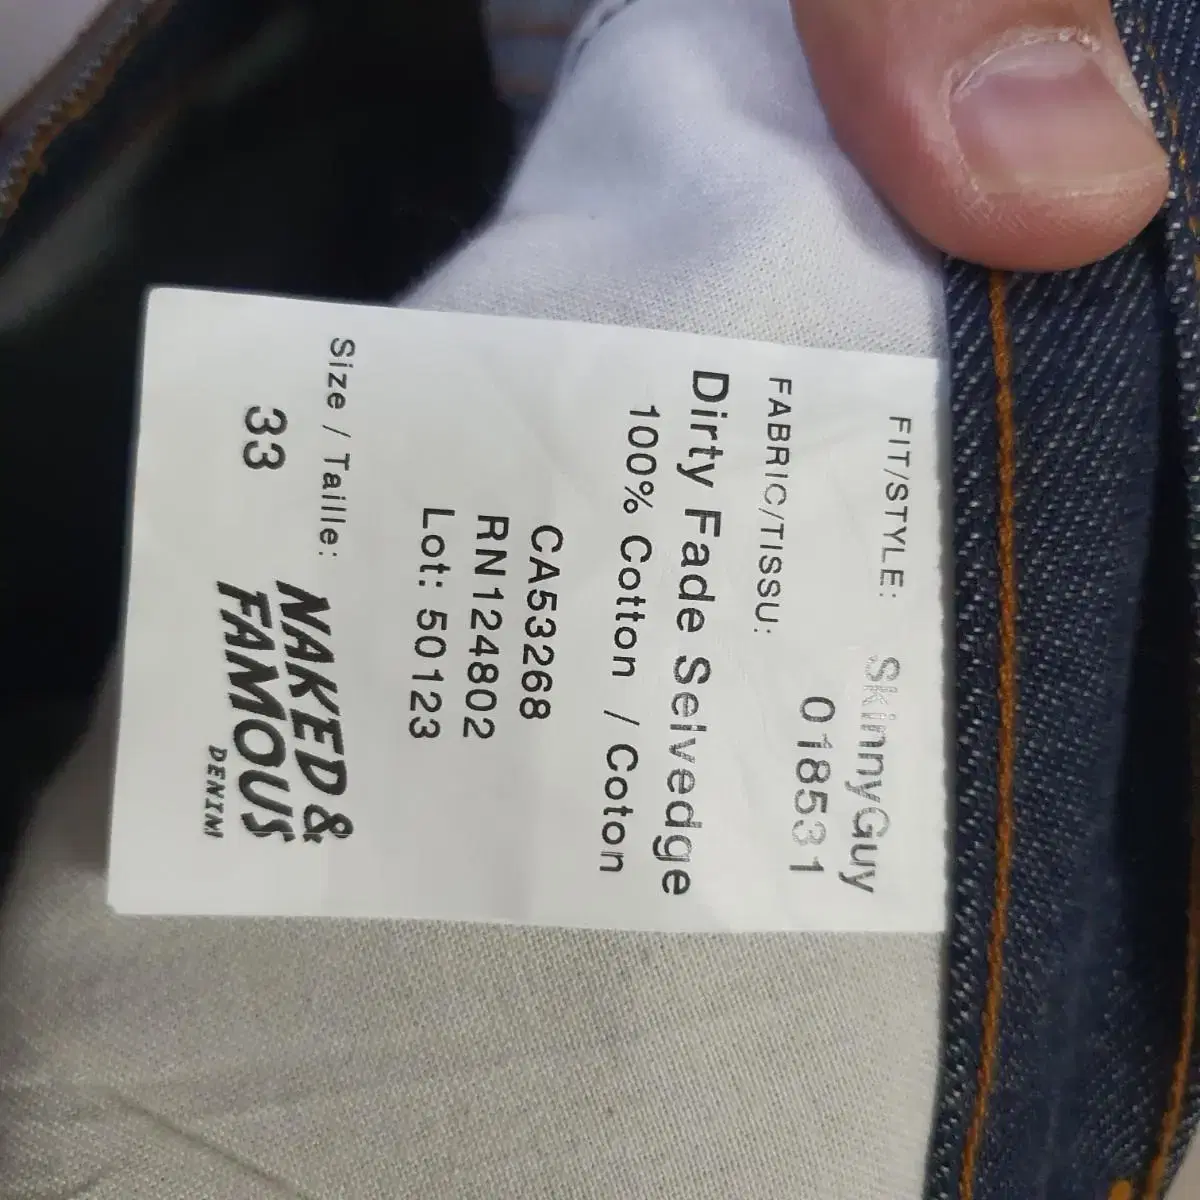 FIT/STYLE: SkinnyGuy
018531
FABRIC/TISSU:
Dirty Fade Selvedge
100% Cotton / Coton
CA53268
RN124802
Lot: 50123
Size / Taille:
33
NAKED &
FAMOUS
DENIM